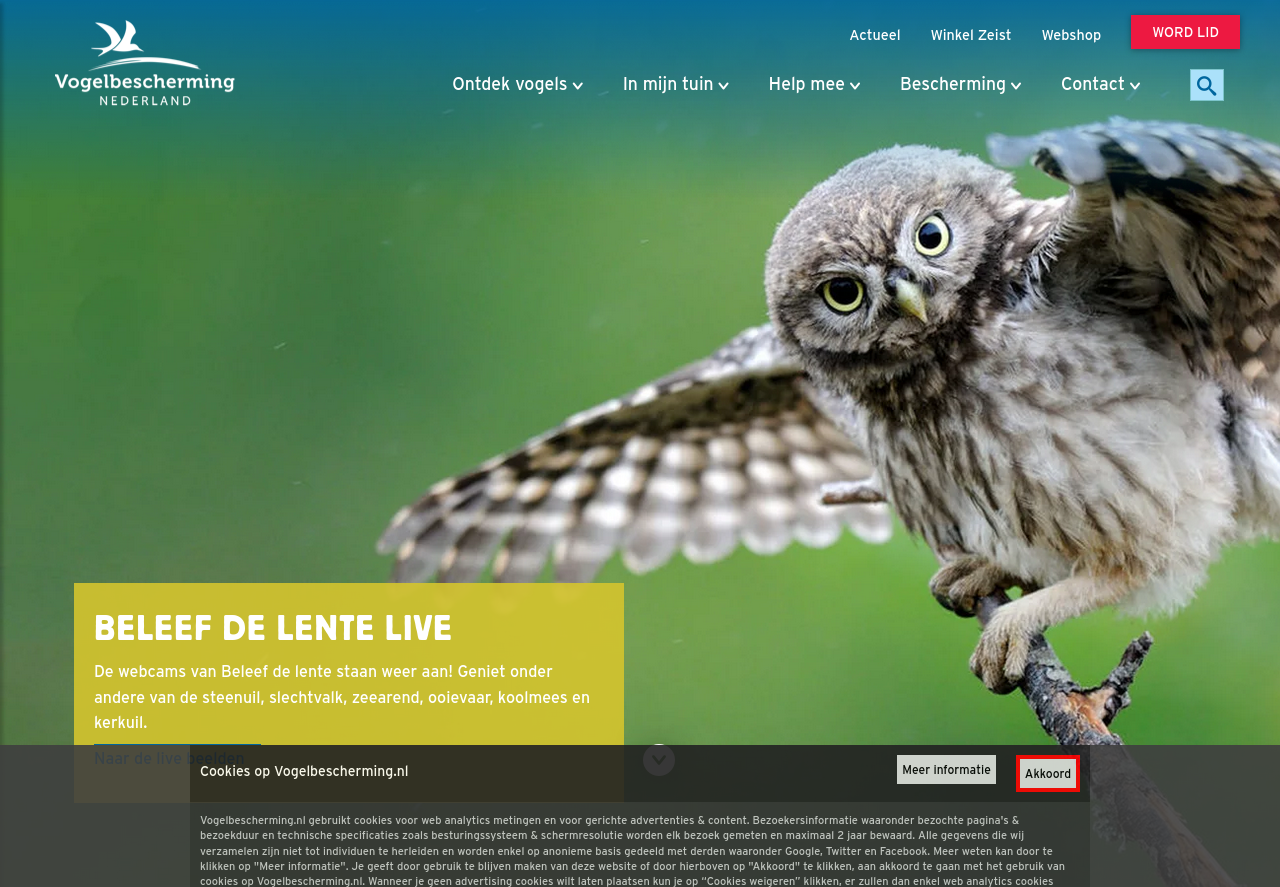 Actueel Winkel Zeist Webshop WORD LID
Vogelbescherming
NEDERLAND
Ontdek vogels In mijn tuin Help mee Bescherming Contact
BELEEF DE LENTE LIVE
De webcams van Beleef de lente staan weer aan! Geniet onder
andere van de steenuil, slechtvalk, zeearend, ooievaar, koolmees en
kerkuil.
Naar de live beelden
Cookies op Vogelbescherming.nl
Meer informatie Akkoord
Vogelbescherming.nl gebruikt cookies voor web analytics metingen en voor gerichte advertenties & content. Bezoekersinformatie waaronder bezochte pagina's &
bezoekduur en technische specificaties zoals besturingssysteem & schermresolutie worden elk bezoek gemeten en maximaal 2 jaar bewaard. Alle gegevens die wij
verzamelen zijn niet tot individuen te herleiden en worden enkel op anonieme basis gedeeld met derden waaronder Google, Twitter en Facebook. Meer weten kan door te
klikken op "Meer informatie". Je geeft door gebruik te blijven maken van deze website of door hierboven op "Akkoord" te klikken, aan akkoord te gaan met het gebruik van
cookies op Vogelbescherming.nl. Wanneer je geen advertising cookies wilt laten plaatsen kun je op “Cookies weigeren” klikken, er zullen dan enkel web analytics cookies